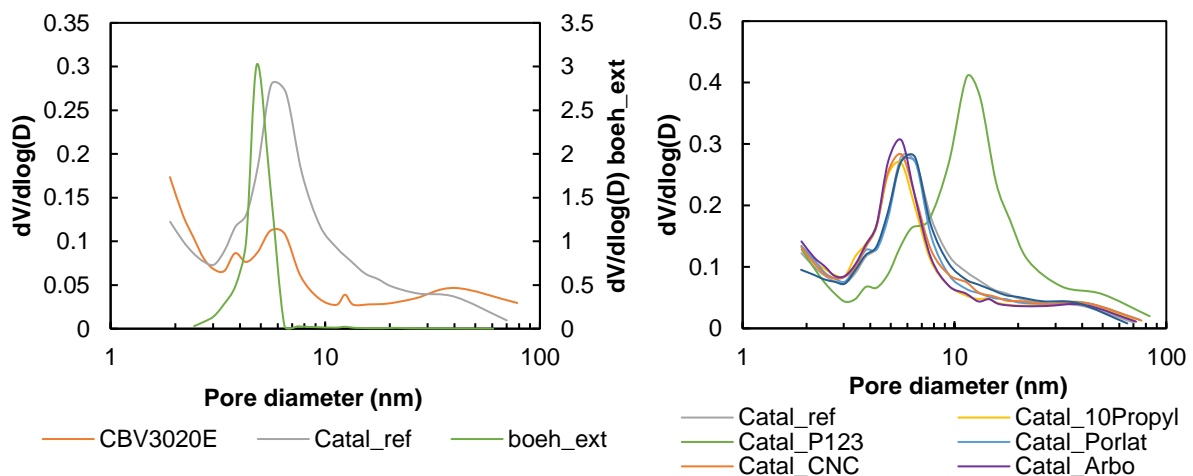 0.35
0.3
0.25
0.2
0.15
0.1
0.05
0
dV/dlog(D)
3.5
3
2.5
2
1.5
1
0.5
0
dV/dlog(D) boeh_ext
1 10 100
Pore diameter (nm)
CBV3020E Catal_ref boeh_ext
0.5
0.4
0.3
0.2
0.1
0
dV/dlog(D)
1 10 100
Pore diameter (nm)
Catal_ref Catal_10Propyl
Catal_P123 Catal_Porlat
Catal_CNC Catal_Arbo